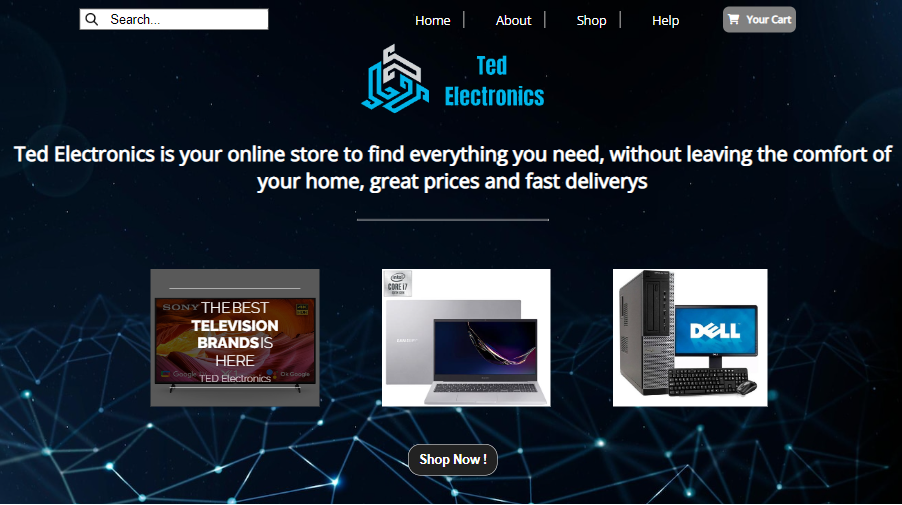 Search...
Home
About
Shop
Help
Your Cart
Ted
Electronics
Ted Electronics is your online store to find everything you need, without leaving the comfort of
your home, great prices and fast deliverys
SONY
THE BEST
TELEVISION
BRANDS IS
HERE
TED Electronics
intel
CORE i7
SAMSUNG
DELL
Shop Now !